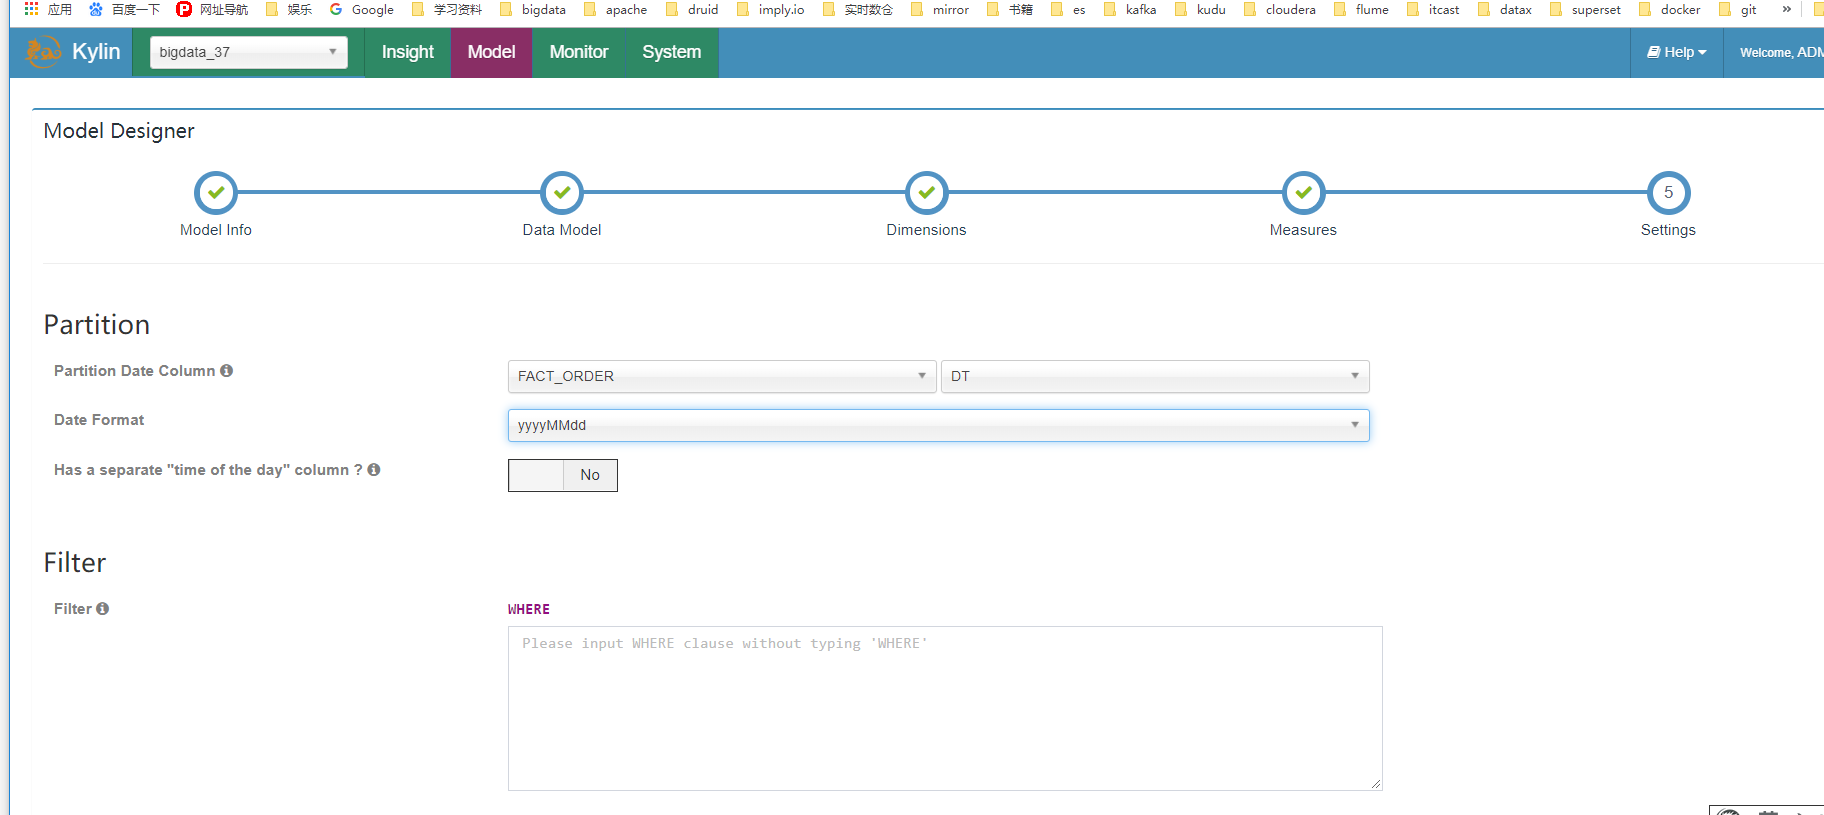 应用 百度一下 网址导航 娱乐 Google 学习资料 bigdata apache druid imply.io 实时数仓 mirror 书籍 es kafka kudu cloudera flume itcast datax superset docker git »
Kylin bigdata_37 Insight Model Monitor System Help Welcome, ADM
Model Designer
5
Model Info Data Model Dimensions Measures Settings
Partition
Partition Date Column FACT_ORDER DT
Date Format yyyyMMdd
Has a separate "time of the day" column ? No
Filter
Filter WHERE
Please input WHERE clause without typing 'WHERE'